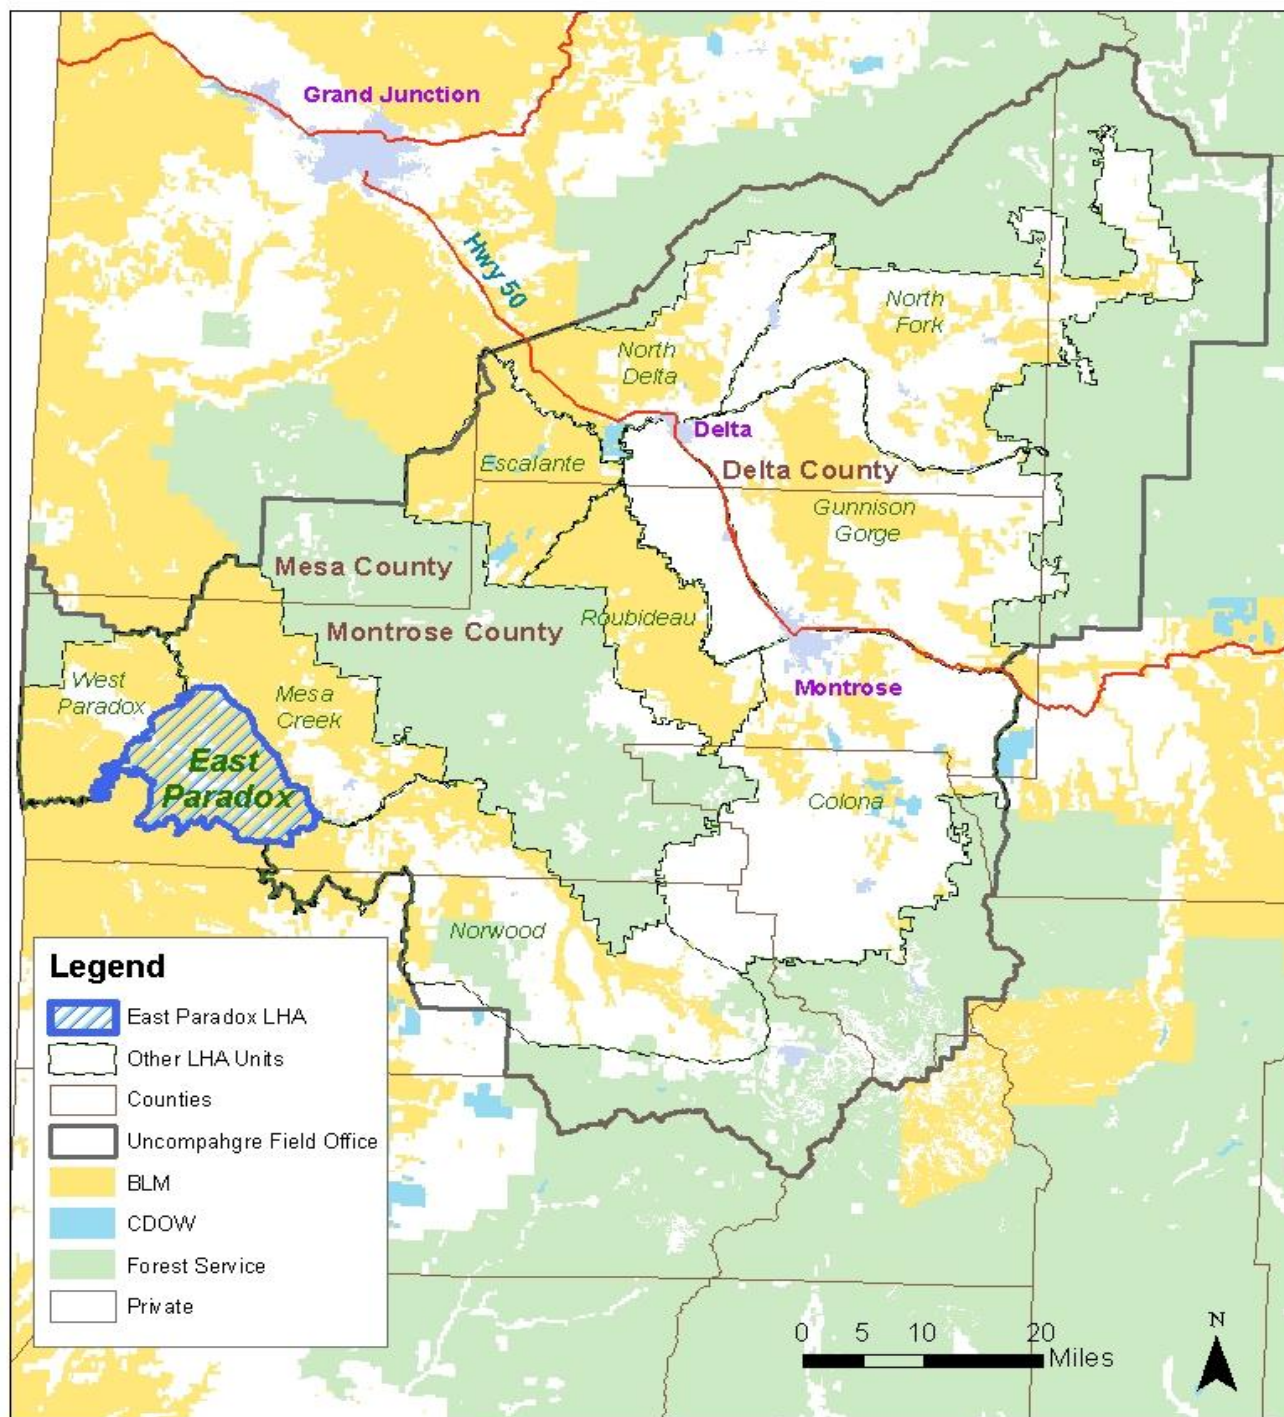 Grand Junction
Hwy 50
North
Fork
North
Delta
Delta
Escalante
Delta County
Gunnison
Gorge
Mesa County
Roubideau
Montrose County
West
Paradox
Mesa
Creek
Montrose
East
Paradox
Colona
Norwood
Legend
East Paradox LHA
Other LHA Units
Counties
Uncompahgre Field Office
BLM
CDOW
Forest Service
Private
N
0 5 10 20
Miles